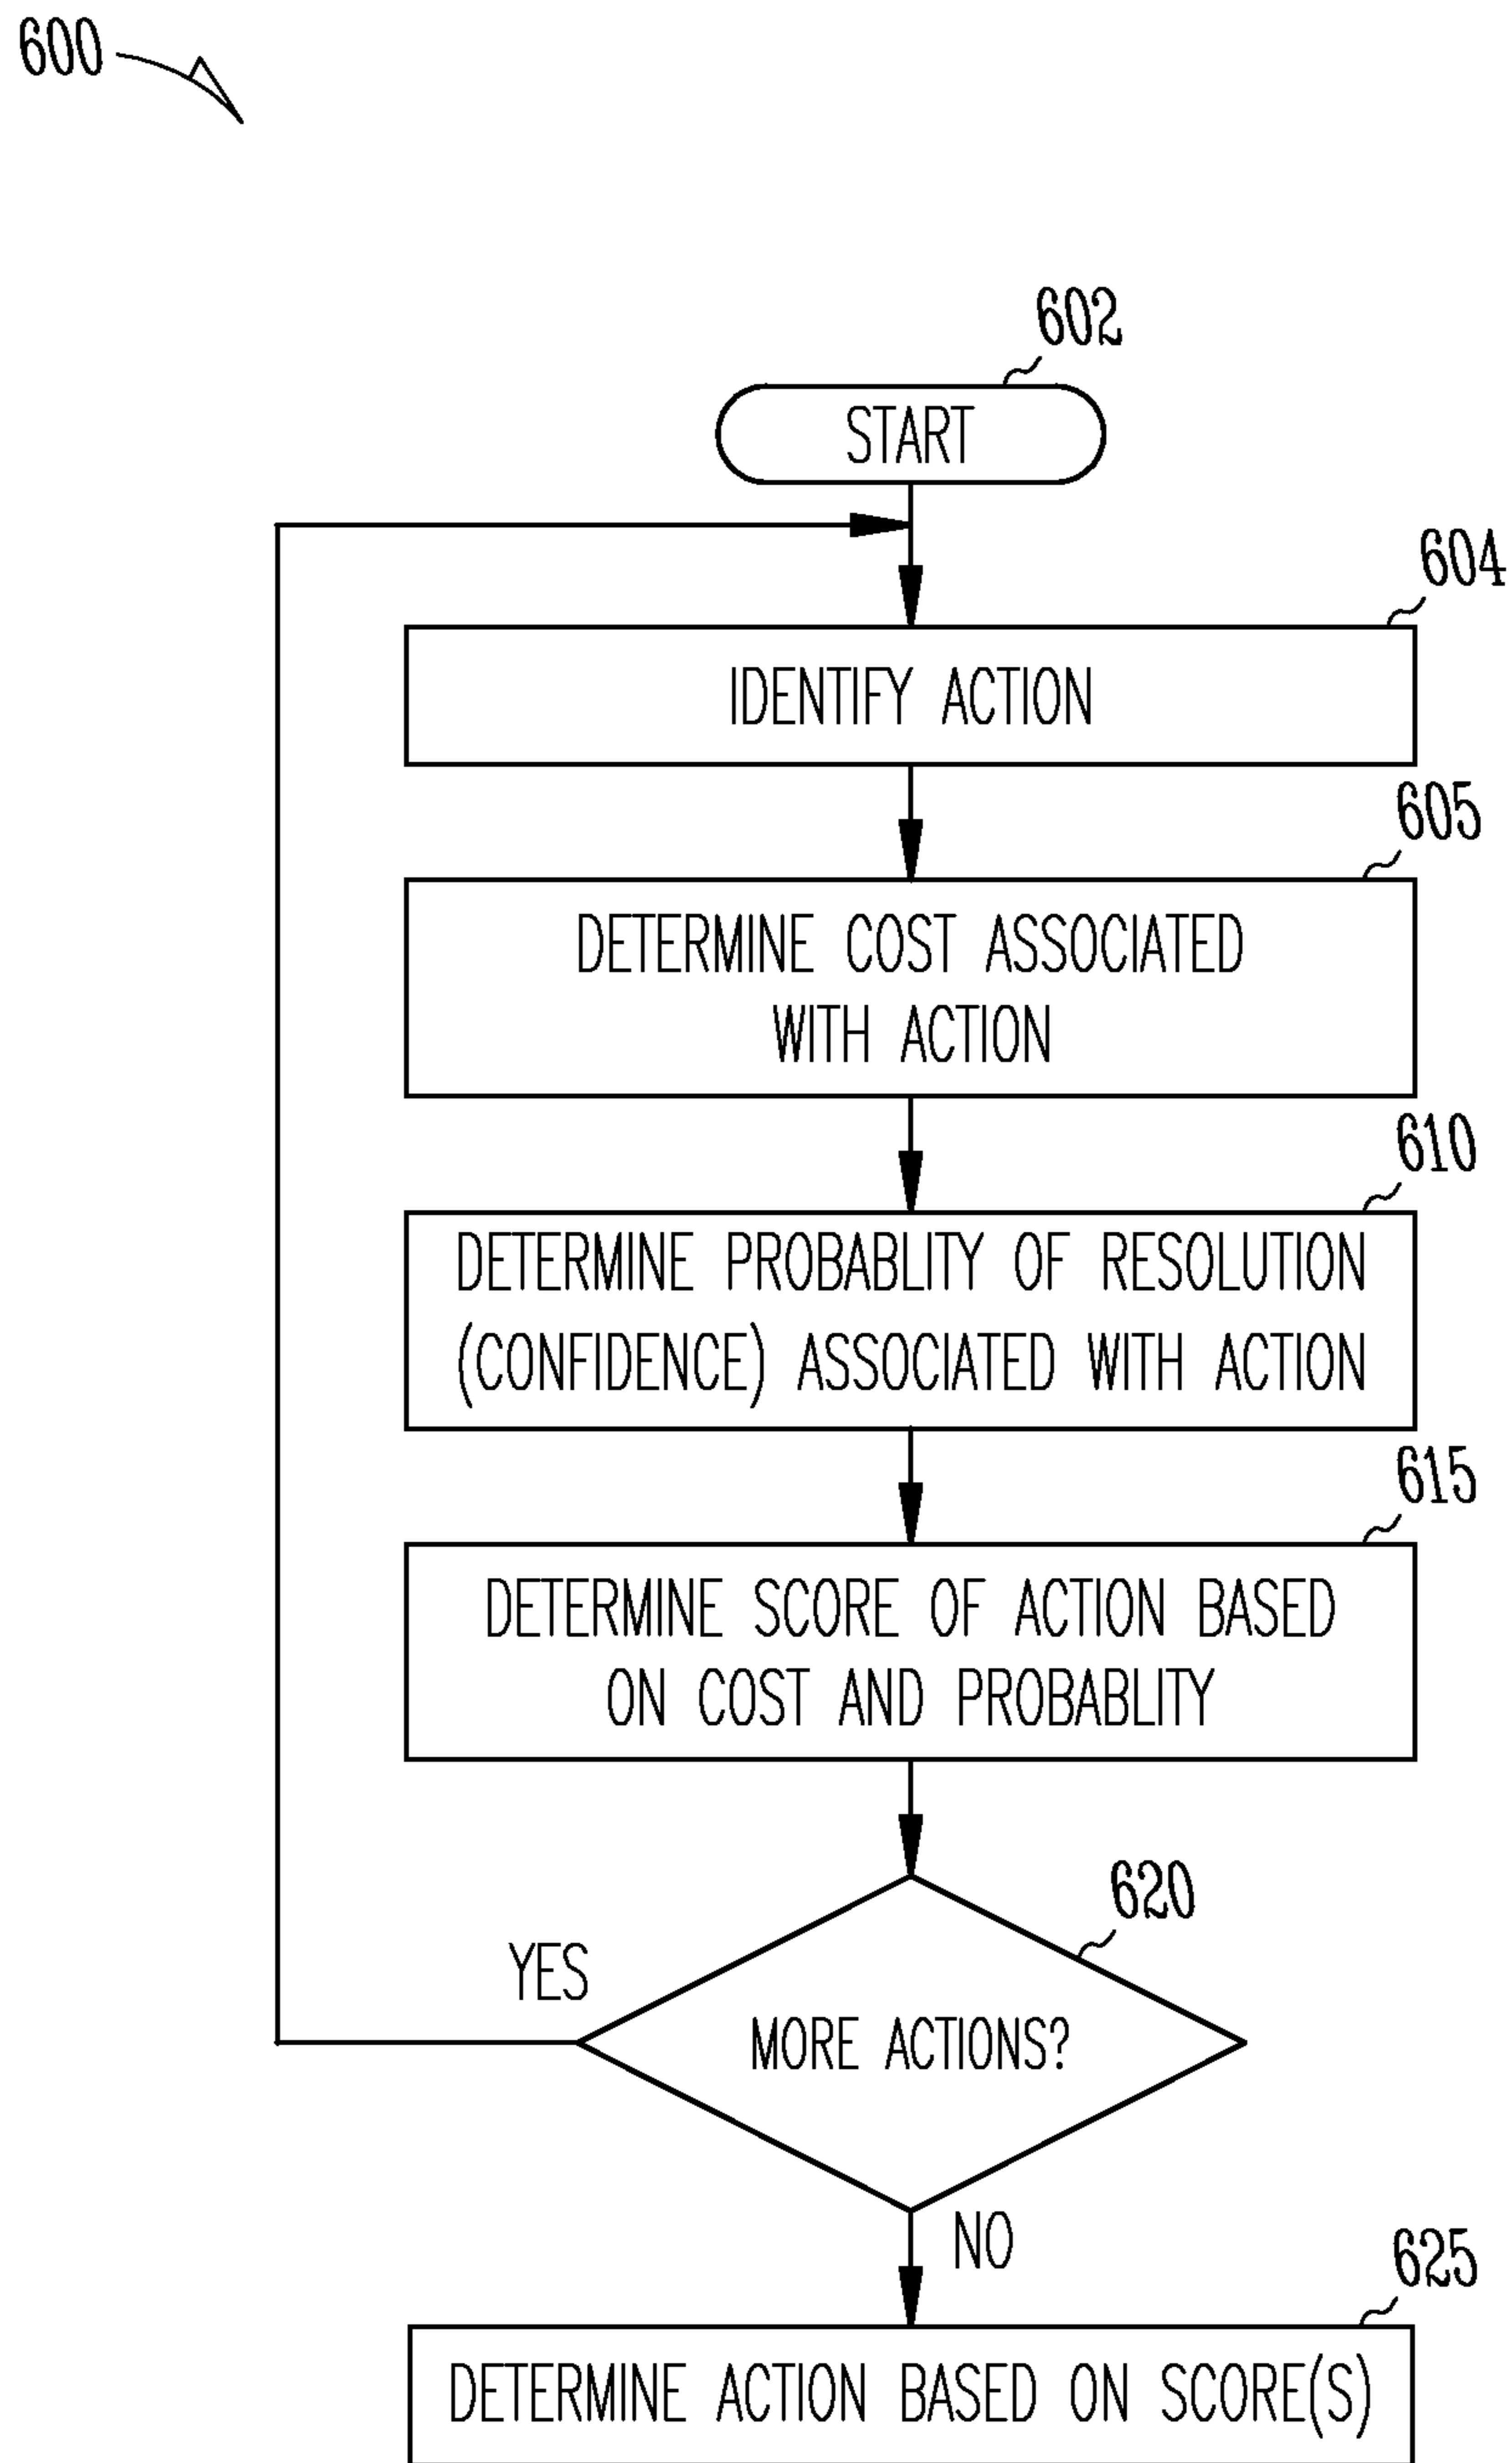 600
602
START
604
IDENTIFY ACTION
605
DETERMINE COST ASSOCIATED
WITH ACTION
610
DETERMINE PROBABLITY OF RESOLUTION
(CONFIDENCE) ASSOCIATED WITH ACTION
615
DETERMINE SCORE OF ACTION BASED
ON COST AND PROBABLITY
620
YES
MORE ACTIONS?
NO
625
DETERMINE ACTION BASED ON SCORE(S)